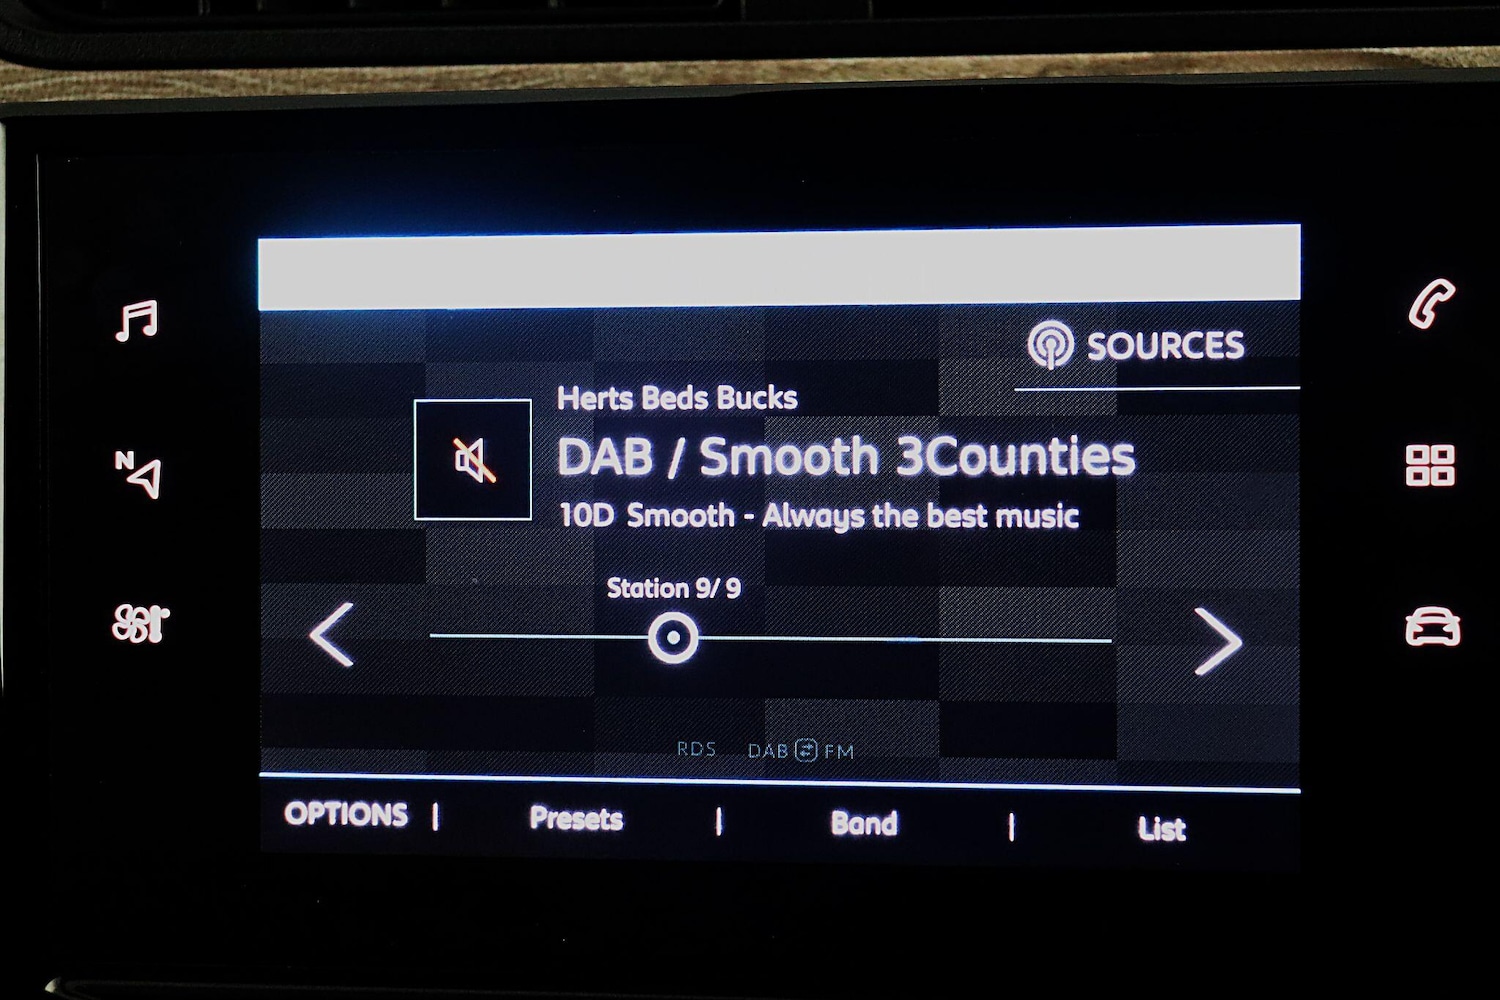 SOURCES
Herts Beds Bucks
DAB / Smooth 3Counties
10D Smooth - Always the best music
Station 9/ 9
N
RDS DAB FM
OPTIONS | Presets | Band | List